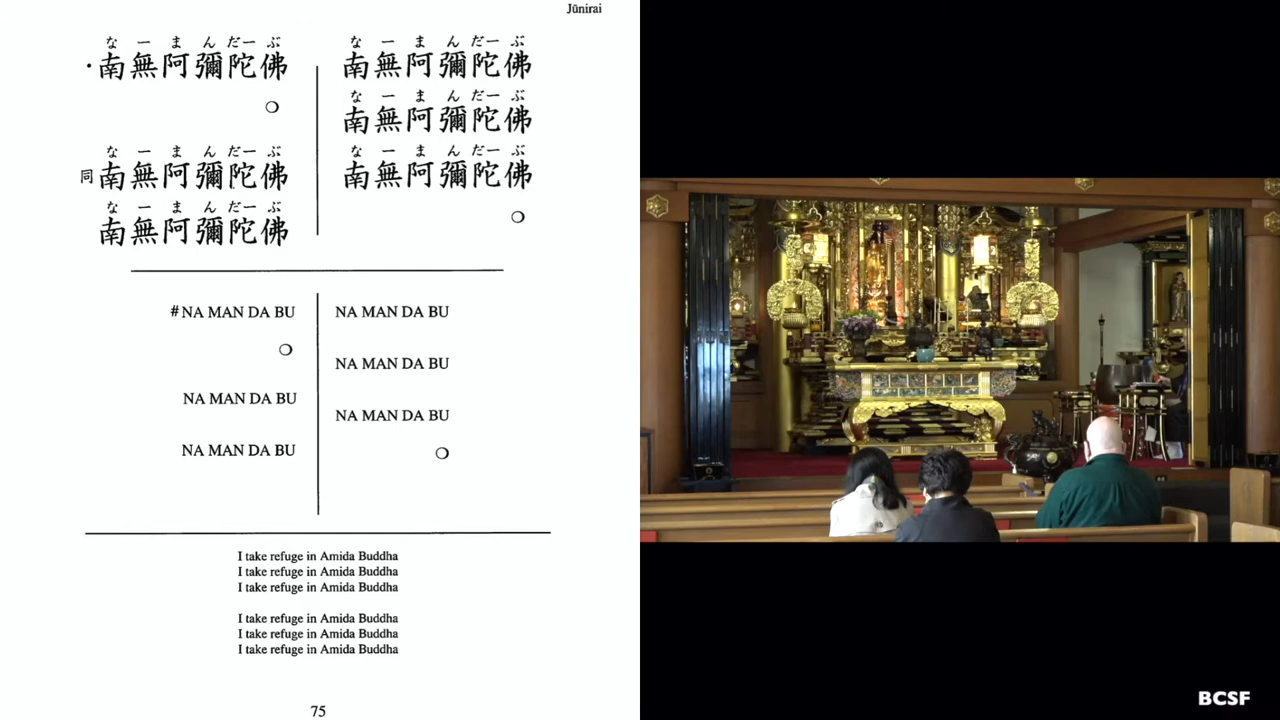 Jūnirai
なーまんだーぶ
・南無阿彌陀佛
○
なーまんだーぶ
同南無阿彌陀佛
なーまんだーぶ
南無阿彌陀佛
なーまんだーぶ
南無阿彌陀佛
なーまんだーぶ
南無阿彌陀佛
なーまんだーぶ
南無阿彌陀佛
○
#NA MAN DA BU
○
NA MAN DA BU
NA MAN DA BU
NA MAN DA BU
NA MAN DA BU
NA MAN DA BU
○
I take refuge in Amida Buddha
I take refuge in Amida Buddha
I take refuge in Amida Buddha
I take refuge in Amida Buddha
I take refuge in Amida Buddha
I take refuge in Amida Buddha
75
BCSF